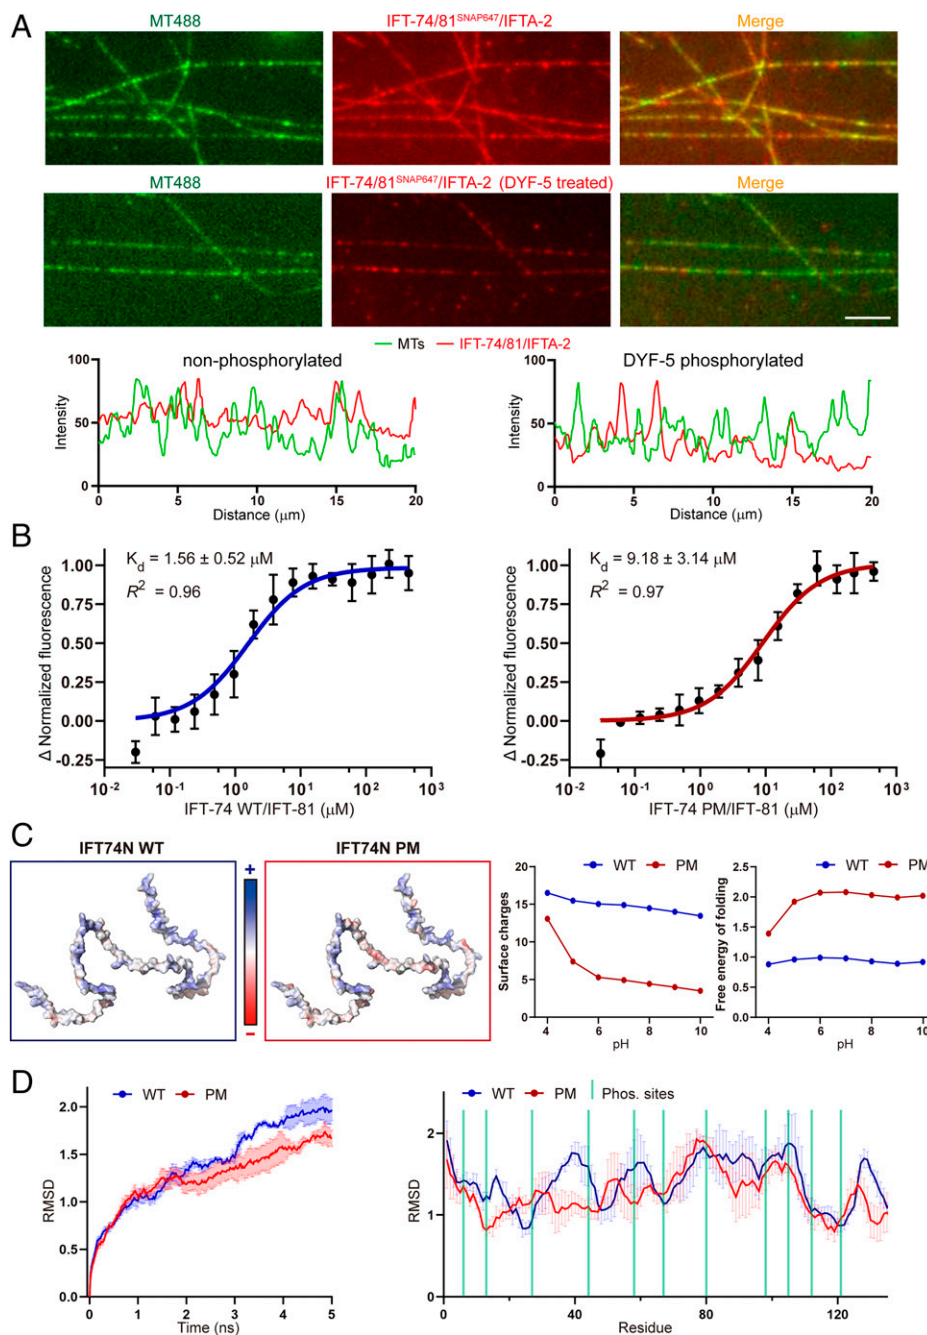 A
MT488 IFT-74/81SNAP647/IFTA-2 Merge
MT488 IFT-74/81SNAP647/IFTA-2 (DYF-5 treated) Merge
MTs IFT-74/81/IFTA-2
non-phosphorylated DYF-5 phosphorylated
Intensity
100
50
0
0 5 10 15 20
Distance (μm)
Intensity
100
50
0
0 5 10 15 20
Distance (μm)
B
Kd = 1.56 ± 0.52 μM
R2 = 0.96
Δ Normalized fluorescence
1.00
0.75
0.50
0.25
0.00
-0.25
10-2 10-1 100 101 102 103
IFT-74 WT/IFT-81 (μM)
Kd = 9.18 ± 3.14 μM
R2 = 0.97
Δ Normalized fluorescence
1.00
0.75
0.50
0.25
0.00
-0.25
10-2 10-1 100 101 102 103
IFT-74 PM/IFT-81 (μM)
C
IFT74N WT IFT74N PM
+
−
WT PM
Surface charges
20
15
10
5
0
4 6 8 10
pH
WT PM
Free energy of folding
2.5
2.0
1.5
1.0
0.5
0.0
4 6 8 10
pH
D
WT PM
RMSD
2.0
1.5
1.0
0.5
0.0
0 1 2 3 4 5
Time (ns)
WT PM Phos. sites
RMSD
2
1
0
0 40 80 120
Residue